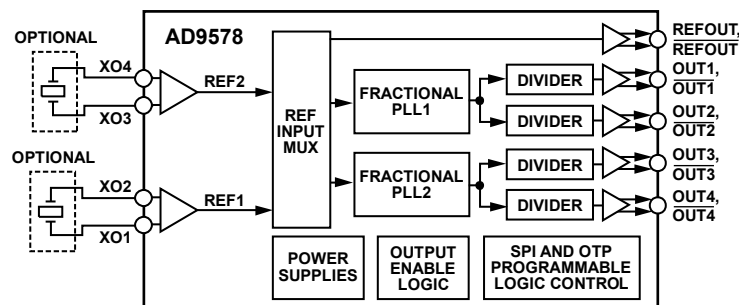 OPTIONAL
AD9578
XO4
XO3
REF2
OPTIONAL
XO2
XO1
REF1
REF
INPUT
MUX
FRACTIONAL
PLL1
FRACTIONAL
PLL2
DIVIDER
DIVIDER
DIVIDER
DIVIDER
REFOUT,
REFOUT
OUT1,
OUT1
OUT2,
OUT2
OUT3,
OUT3
OUT4,
OUT4
POWER
SUPPLIES
OUTPUT
ENABLE
LOGIC
SPI AND OTP
PROGRAMMABLE
LOGIC CONTROL